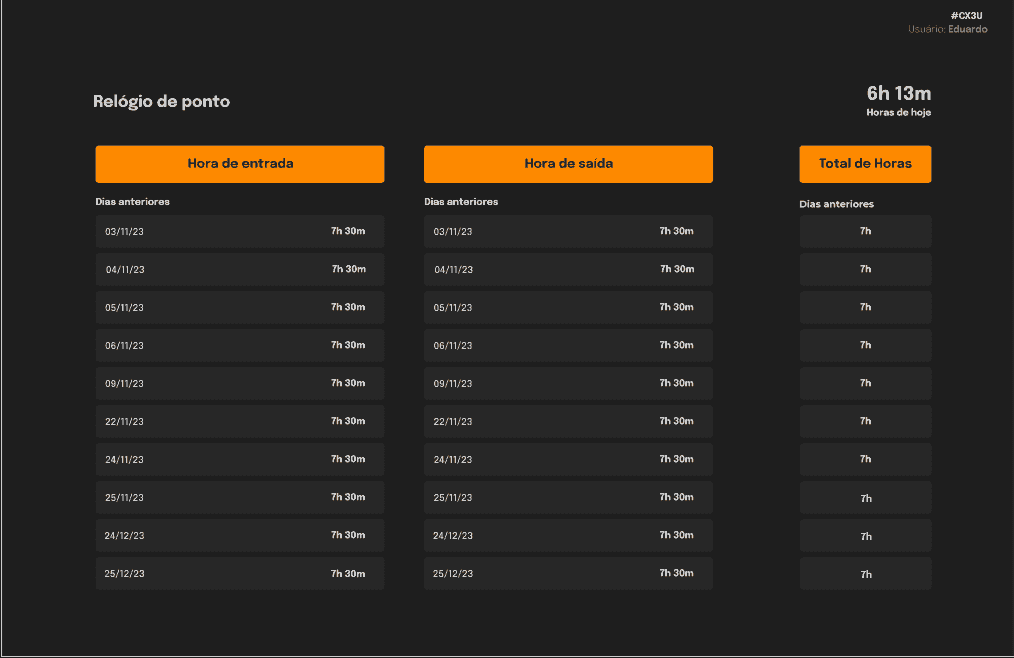 #CX3U
Usuário: Eduardo
Relógio de ponto
6h 13m
Horas de hoje
Hora de entrada
Hora de saída
Total de Horas
Dias anteriores
Dias anteriores
Dias anteriores
03/11/23 7h 30m 03/11/23 7h 30m 7h
04/11/23 7h 30m 04/11/23 7h 30m 7h
05/11/23 7h 30m 05/11/23 7h 30m 7h
06/11/23 7h 30m 06/11/23 7h 30m 7h
09/11/23 7h 30m 09/11/23 7h 30m 7h
22/11/23 7h 30m 22/11/23 7h 30m 7h
24/11/23 7h 30m 24/11/23 7h 30m 7h
25/11/23 7h 30m 25/11/23 7h 30m 7h
24/12/23 7h 30m 24/12/23 7h 30m 7h
25/12/23 7h 30m 25/12/23 7h 30m 7h